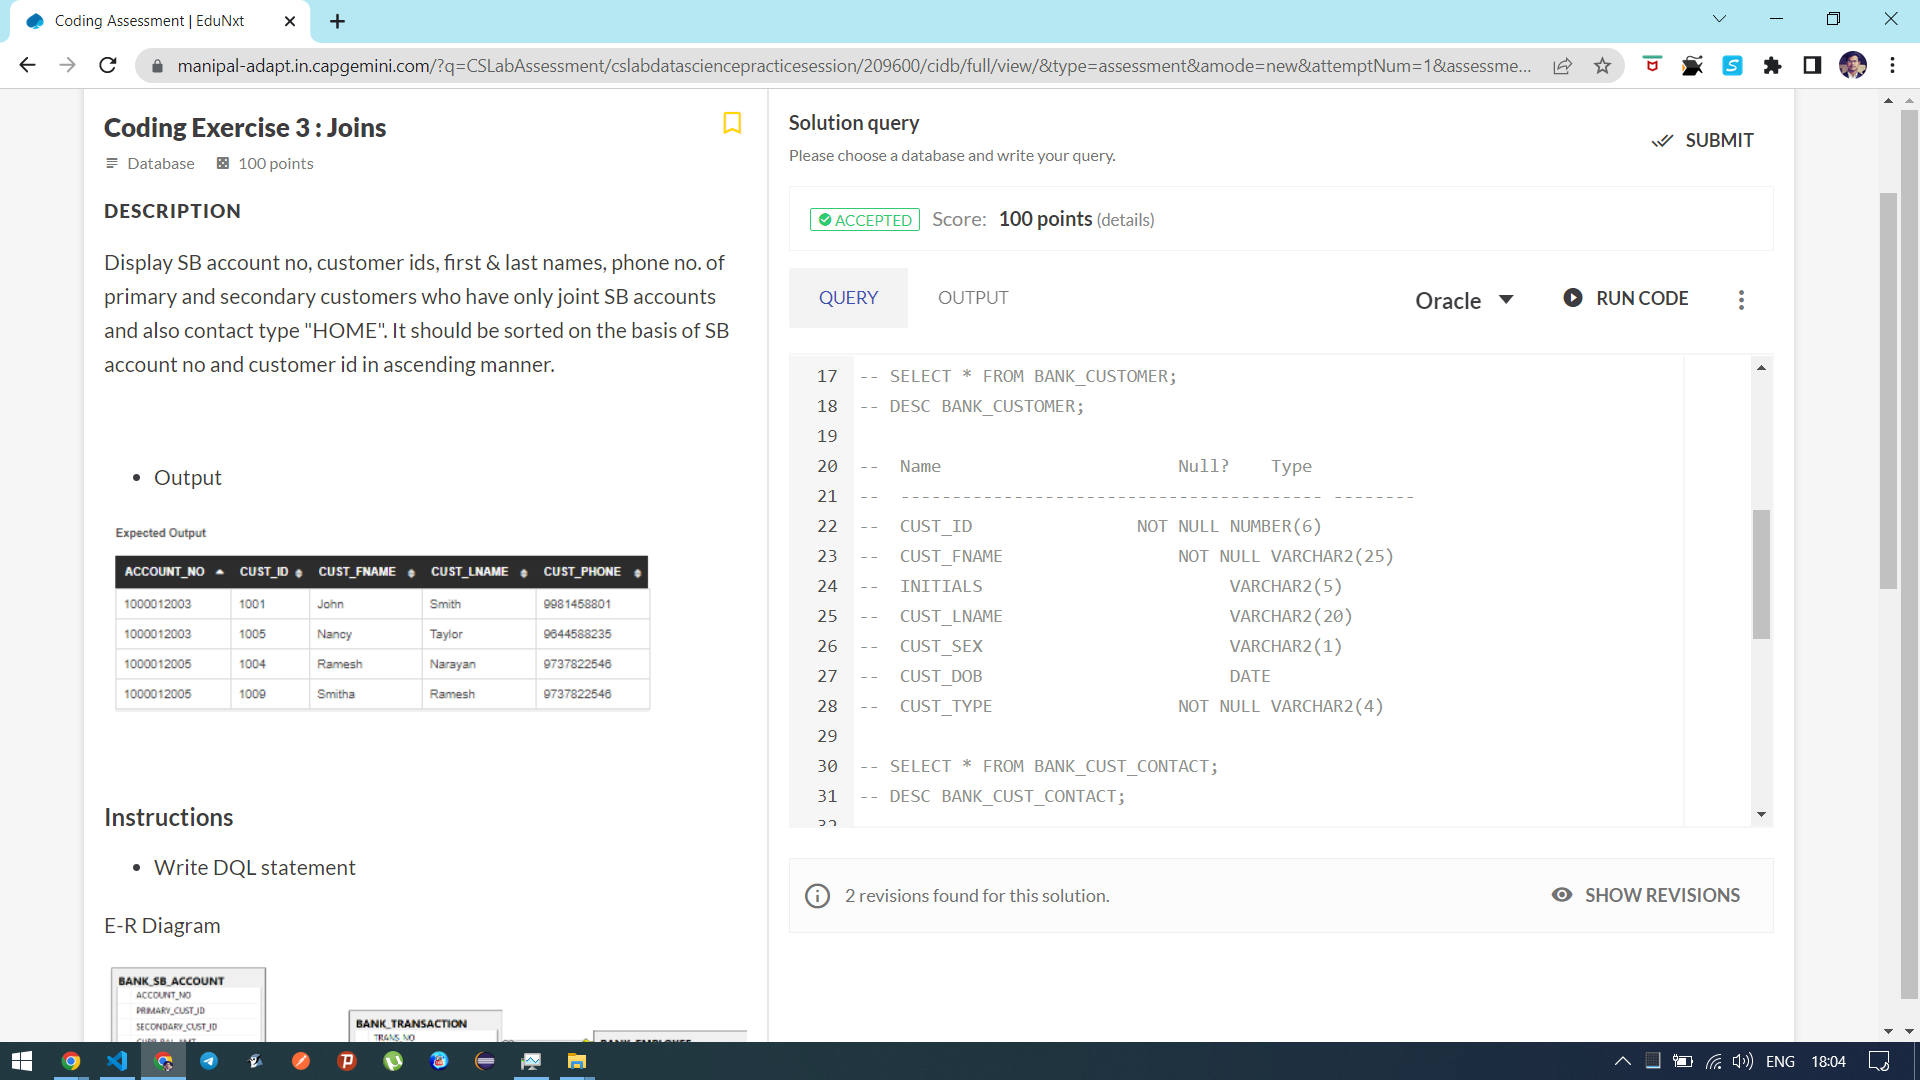 Coding Assessment | EduNxt
manipal-adapt.in.capgemini.com/?q=CSLabAssessment/cslabdatasciencepracticesession/209600/cidb/full/view/&type=assessment&amode=new&attemptNum=1&assessme...
Coding Exercise 3 : Joins
Database 100 points
DESCRIPTION
Display SB account no, customer ids, first & last names, phone no. of
primary and secondary customers who have only joint SB accounts
and also contact type "HOME". It should be sorted on the basis of SB
account no and customer id in ascending manner.
• Output
Expected Output
ACCOUNT_NO CUST_ID CUST_FNAME CUST_LNAME CUST_PHONE
1000012003 1001 John Smith 9981458801
1000012003 1005 Nancy Taylor 9644588235
1000012005 1004 Ramesh Narayan 9737822546
1000012005 1009 Smitha Ramesh 9737822546
Instructions
• Write DQL statement
E-R Diagram
BANK_SB_ACCOUNT
ACCOUNT_NO
PRIMARY_CUST_ID
SECONDARY_CUST_ID
BANK_TRANSACTION
TRANS_NO
Solution query
Please choose a database and write your query.
SUBMIT
ACCEPTED Score: 100 points (details)
QUERY OUTPUT Oracle RUN CODE
17 -- SELECT * FROM BANK_CUSTOMER;
18 -- DESC BANK_CUSTOMER;
19
20 -- Name Null? Type
21 -- ----------------------------------------- --------
22 -- CUST_ID NOT NULL NUMBER(6)
23 -- CUST_FNAME NOT NULL VARCHAR2(25)
24 -- INITIALS VARCHAR2(5)
25 -- CUST_LNAME VARCHAR2(20)
26 -- CUST_SEX VARCHAR2(1)
27 -- CUST_DOB DATE
28 -- CUST_TYPE NOT NULL VARCHAR2(4)
29
30 -- SELECT * FROM BANK_CUST_CONTACT;
31 -- DESC BANK_CUST_CONTACT;
2 revisions found for this solution. SHOW REVISIONS
ENG 18:04